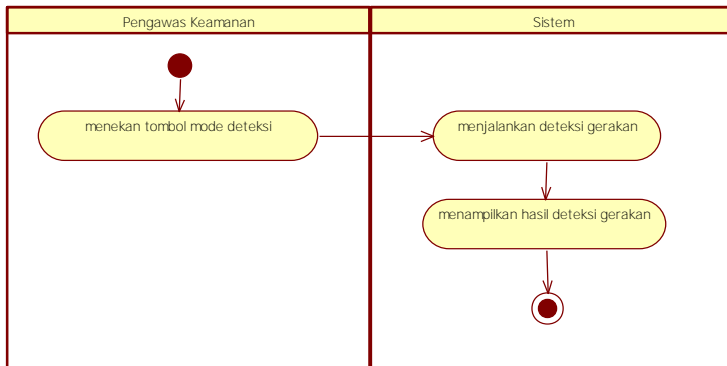 Pengawas Keamanan
Sistem
menekan tombol mode deteksi
menjalankan deteksi gerakan
menampilkan hasil deteksi gerakan